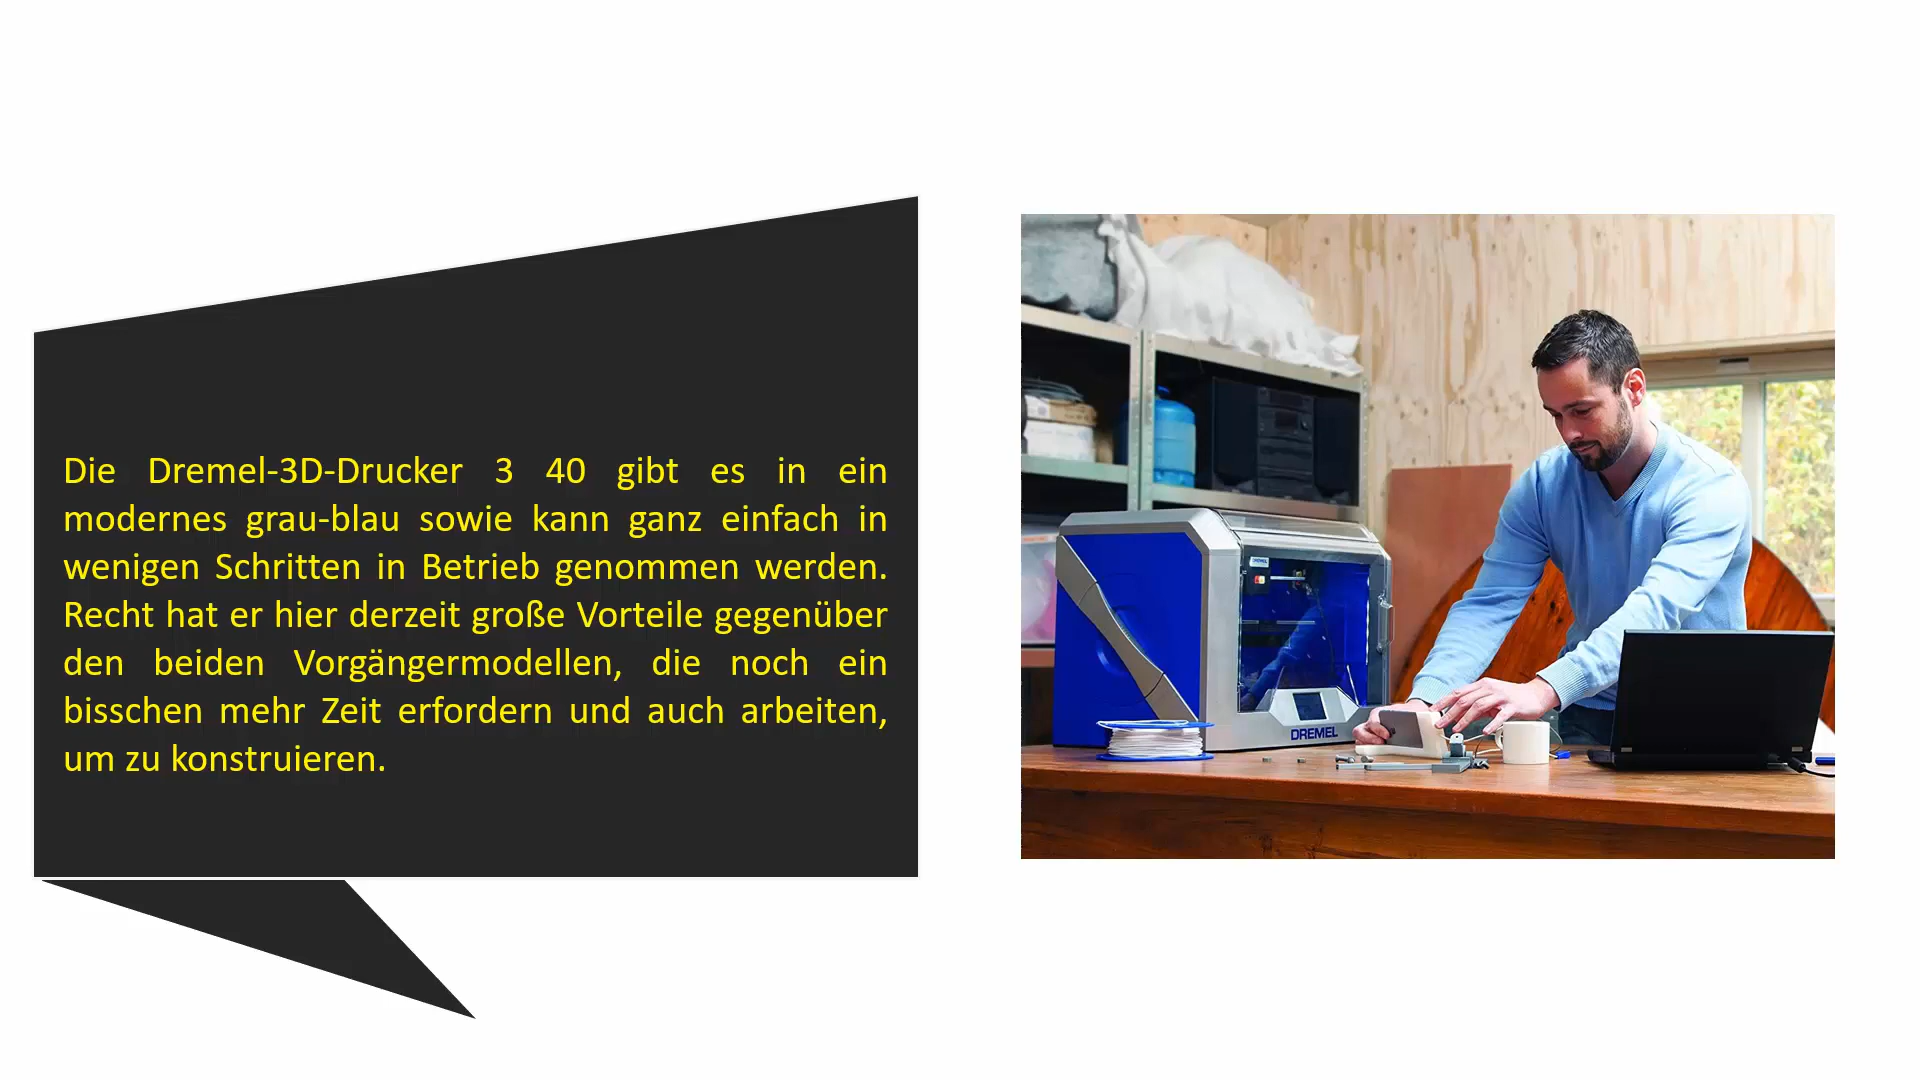 Die Dremel-3D-Drucker 3 40 gibt es in ein
modernes grau-blau sowie kann ganz einfach in
wenigen Schritten in Betrieb genommen werden.
Recht hat er hier derzeit große Vorteile gegenüber
den beiden Vorgängermodellen, die noch ein
bisschen mehr Zeit erfordern und auch arbeiten,
um zu konstruieren.
DREMEL
DREMEL